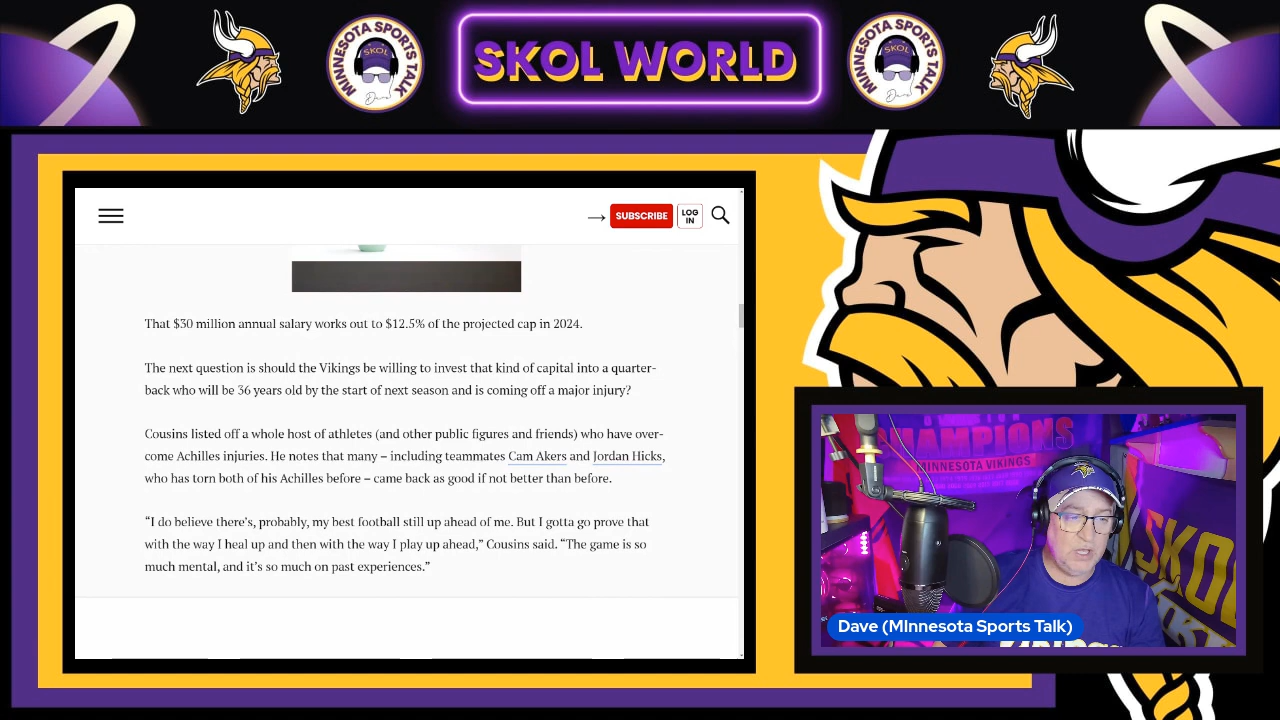 MINNESOTA SPORTS TALK
SKOL
Dave
SKOL WORLD
MINNESOTA SPORTS TALK
SKOL
Dave
SUBSCRIBE
LOG
IN
That $30 million annual salary works out to $12.5% of the projected cap in 2024.
The next question is should the Vikings be willing to invest that kind of capital into a quarter-
back who will be 36 years old by the start of next season and is coming off a major injury?
Cousins listed off a whole host of athletes (and other public figures and friends) who have over-
come Achilles injuries. He notes that many – including teammates Cam Akers and Jordan Hicks,
who has torn both of his Achilles before – came back as good if not better than before.
“I do believe there’s, probably, my best football still up ahead of me. But I gotta go prove that
with the way I heal up and then with the way I play up ahead,” Cousins said. “The game is so
much mental, and it’s so much on past experiences.”
HAMPIONS
MINNESOTA VIKINGS
SKOL
Dave (MInnesota Sports Talk)